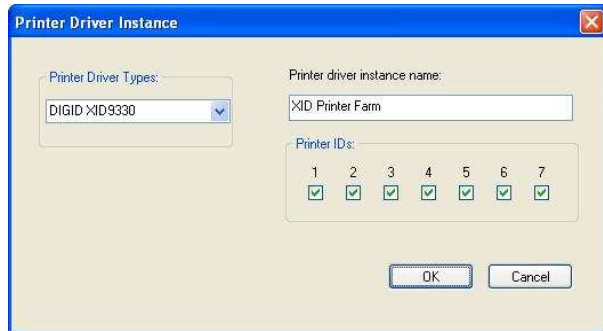 Printer Driver Instance
Printer Driver Types:
DIGID XID9330
Printer driver instance name:
XID Printer Farm
Printer IDs:
1 2 3 4 5 6 7
OK Cancel